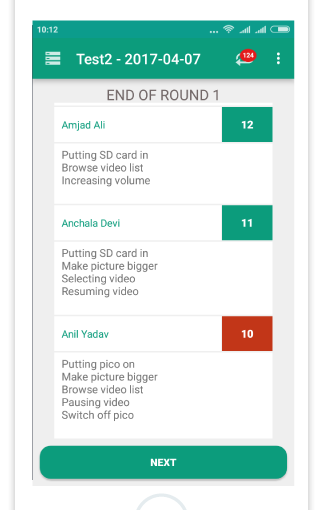 10:12
...
Test2 - 2017-04-07
124
END OF ROUND 1
Amjad Ali
12
Putting SD card in
Browse video list
Increasing volume
Anchala Devi
11
Putting SD card in
Make picture bigger
Selecting video
Resuming video
Anil Yadav
10
Putting pico on
Make picture bigger
Browse video list
Pausing video
Switch off pico
NEXT